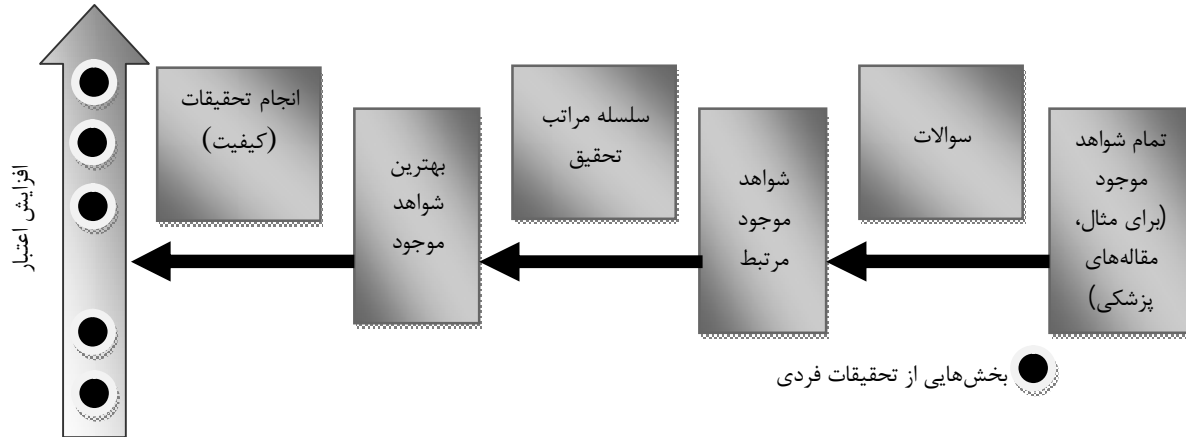 تمام شواهد
موجود
(برای مثال،
مقاله‌های
پزشکی)
سوالات
شواهد
موجود
مرتبط
سلسله مراتب
تحقیق
بهترین
شواهد
موجود
انجام تحقیقات
(کیفیت)
افزایش اعتبار
بخش‌هایی از تحقیقات فردی